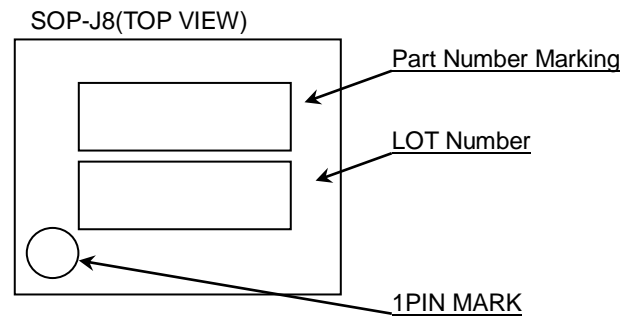 SOP-J8(TOP VIEW)
Part Number Marking
LOT Number
1PIN MARK